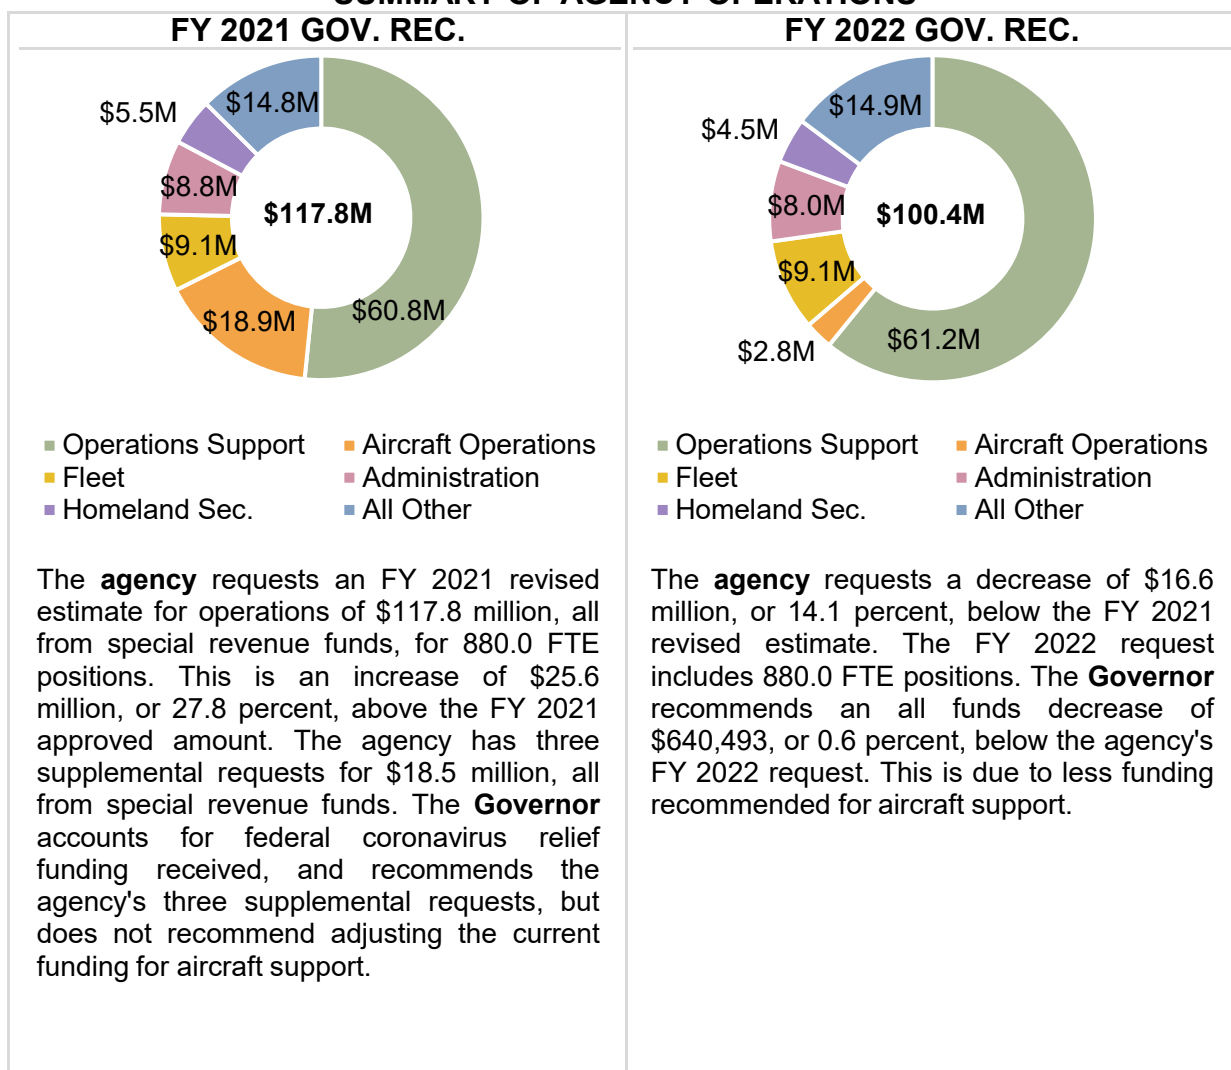 SUMMARY OF AGENCY OPERATIONS
FY 2021 GOV. REC.
$14.8M
$5.5M
$8.8M
$117.8M
$9.1M
$18.9M
$60.8M
Operations Support
Aircraft Operations
Fleet
Administration
Homeland Sec.
All Other
The agency requests an FY 2021 revised
estimate for operations of $117.8 million, all
from special revenue funds, for 880.0 FTE
positions. This is an increase of $25.6
million, or 27.8 percent, above the FY 2021
approved amount. The agency has three
supplemental requests for $18.5 million, all
from special revenue funds. The Governor
accounts for federal coronavirus relief
funding received, and recommends the
agency's three supplemental requests, but
does not recommend adjusting the current
funding for aircraft support.
FY 2022 GOV. REC.
$14.9M
$4.5M
$8.0M
$100.4M
$9.1M
$2.8M
$61.2M
Operations Support
Aircraft Operations
Fleet
Administration
Homeland Sec.
All Other
The agency requests a decrease of $16.6
million, or 14.1 percent, below the FY 2021
revised estimate. The FY 2022 request
includes 880.0 FTE positions. The Governor
recommends an all funds decrease of
$640,493, or 0.6 percent, below the agency's
FY 2022 request. This is due to less funding
recommended for aircraft support.